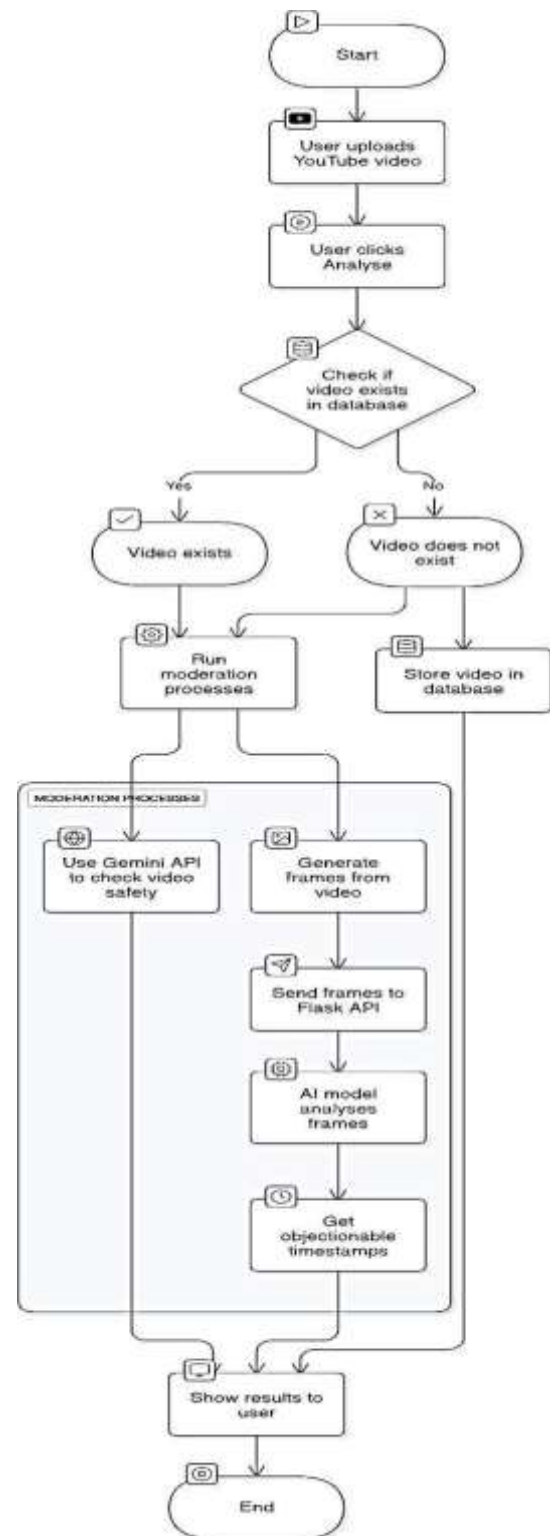 Start
User uploads
YouTube video
User clicks
Analyse
Check if
video exists
in database
Yes
No
Video exists
Video does not
exist
Run
moderation
processes
Store video in
database
MODERATION PROCESSES
Use Gemini API
to check video
safety
Generate
frames from
video
Send frames to
Flask API
AI model
analyses
frames
Get
objectionable
timestamps
Show results to
user
End